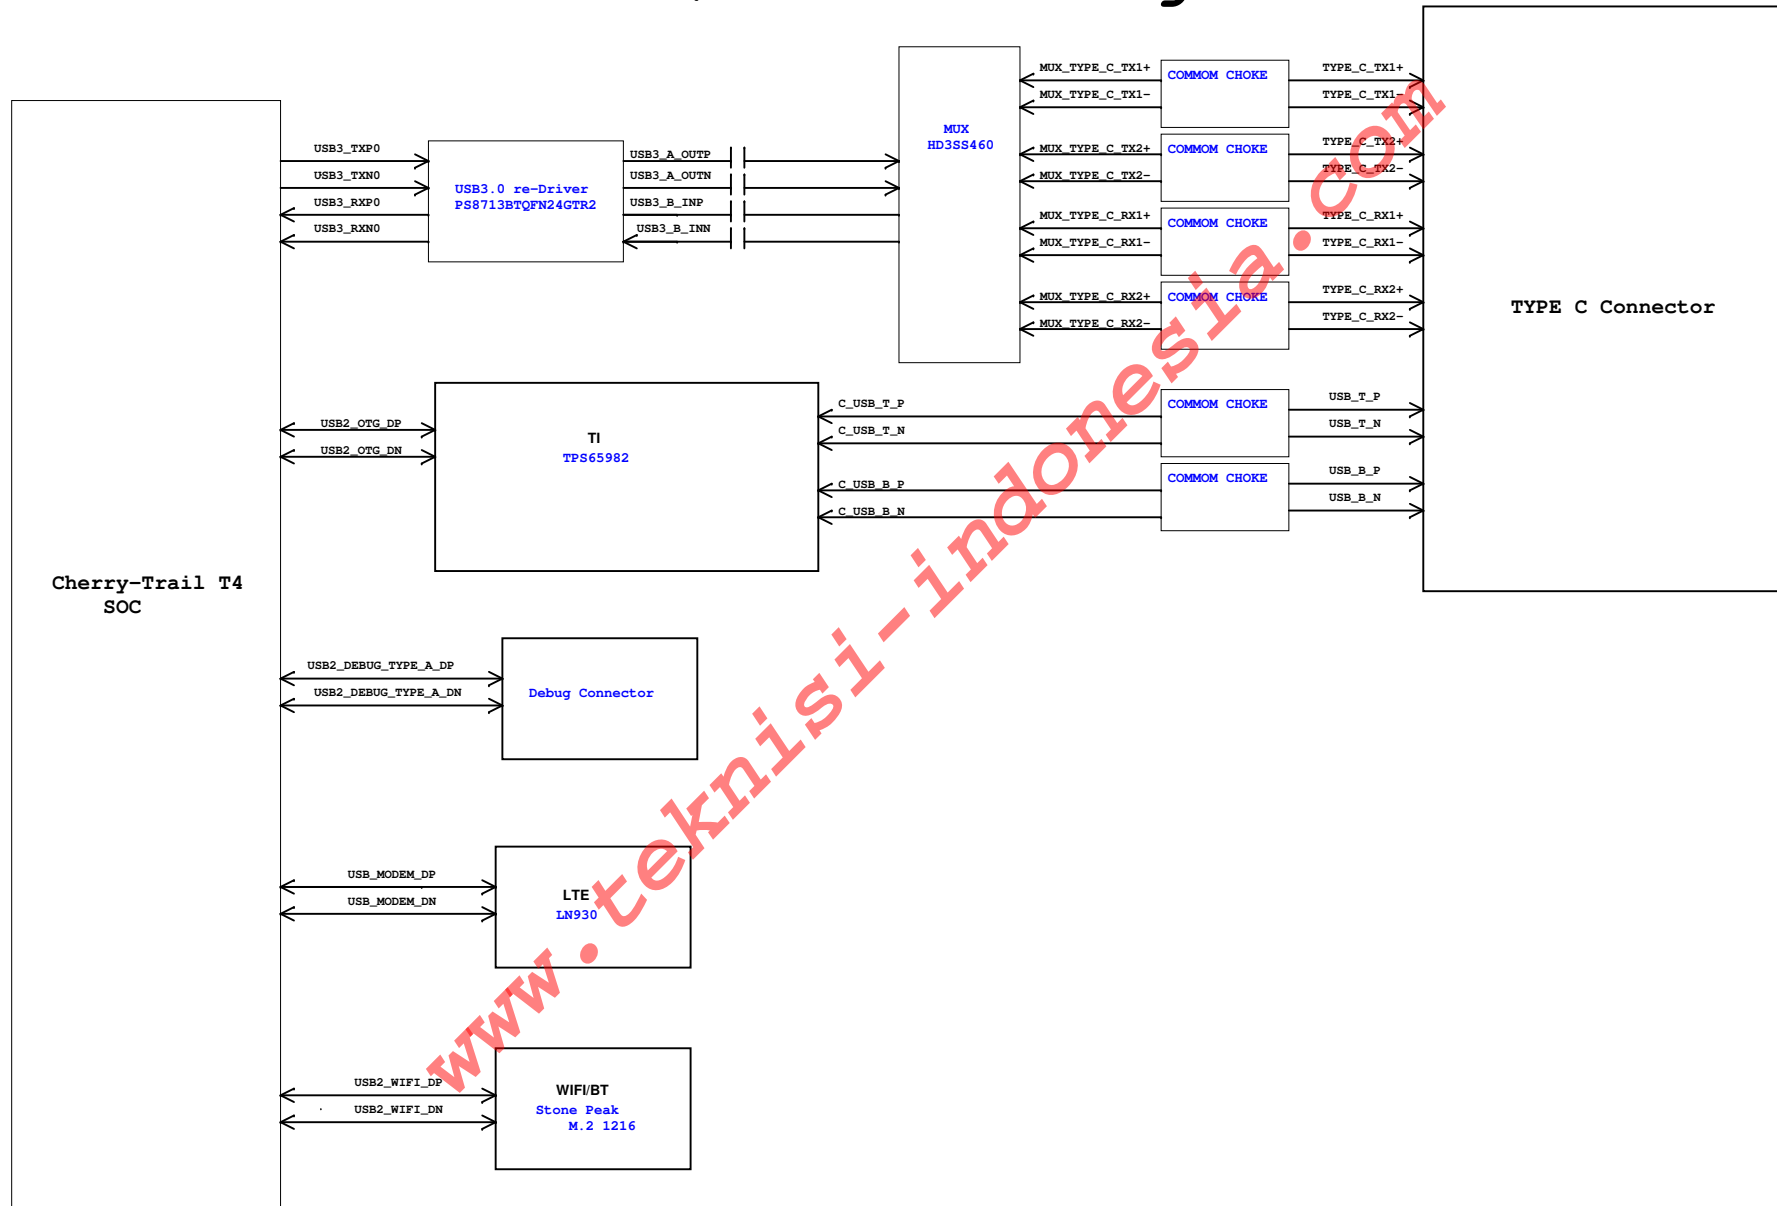 MUX_TYPE_C_TX1+
COMMOM CHOKE
TYPE_C_TX1+
MUX_TYPE_C_TX1-
TYPE_C_TX1-
MUX
HD3SS460
USB3_TXP0
USB3_A_OUTP
MUX_TYPE_C_TX2+
COMMOM CHOKE
TYPE_C_TX2+
USB3_TXN0
USB3.0 re-Driver
PS8713BTQFN24GTR2
USB3_A_OUTN
MUX_TYPE_C_TX2-
TYPE_C_TX2-
USB3_RXP0
USB3_B_INP
MUX_TYPE_C_RX1+
COMMOM CHOKE
TYPE_C_RX1+
USB3_RXN0
USB3_B_INN
MUX_TYPE_C_RX1-
TYPE_C_RX1-
MUX_TYPE_C_RX2+
COMMOM CHOKE
TYPE_C_RX2+
MUX_TYPE_C_RX2-
TYPE_C_RX2-
TYPE C Connector
USB2_OTG_DP
TI
TPS65982
C_USB_T_P
COMMOM CHOKE
USB_T_P
USB2_OTG_DN
C_USB_T_N
USB_T_N
C_USB_B_P
COMMOM CHOKE
USB_B_P
C_USB_B_N
USB_B_N
Cherry-Trail T4
SOC
USB2_DEBUG_TYPE_A_DP
USB2_DEBUG_TYPE_A_DN
Debug Connector
USB_MODEM_DP
USB_MODEM_DN
LTE
LN930
USB2_WIFI_DP
USB2_WIFI_DN
WIFI/BT
Stone Peak
M.2 1216
www.teknisi-indonesia.com